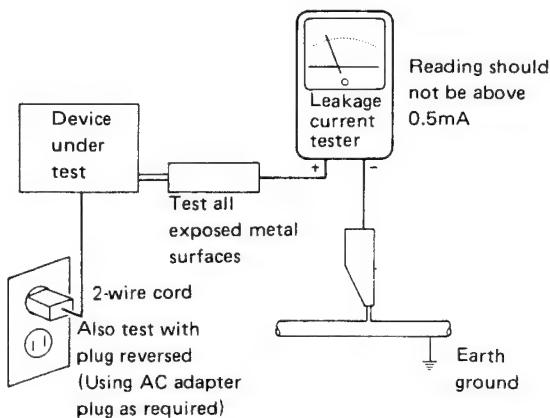 Device
under
test
Leakage
current
tester
+
-
Reading should
not be above
0.5mA
Test all
exposed metal
surfaces
2-wire cord
Also test with
plug reversed
(Using AC adapter
plug as required)
Earth
ground